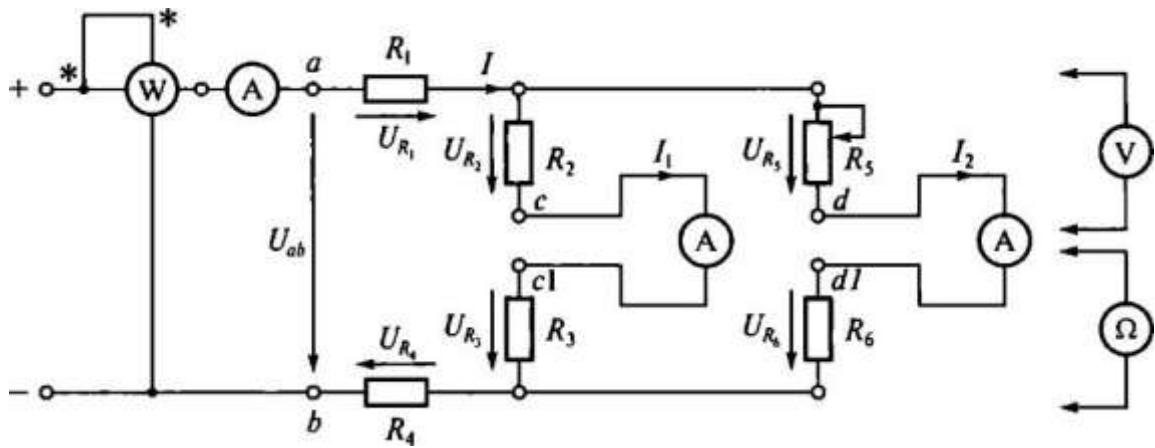 * *
+ W A a R₁ I
U_R₁ U_R₂ R₂ I₁ U_R₅ R₅ I₂ V
c d
U_ab A A
c1 d1
U_R₄ U_R₃ R₃ U_R₆ R₆ Ω
− b R₄